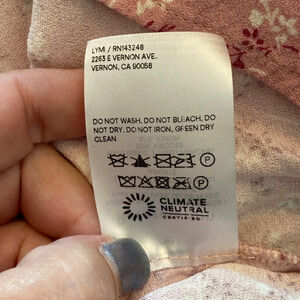 LYMI / RN143248
2263 E VERNON AVE.
VERNON, CA 90058
DO NOT WASH. DO NOT BLEACH. DO
NOT DRY. DO NOT IRON, GREEN DRY
CLEAN
P
P
CLIMATE
NEUTRAL
CERTIFIED